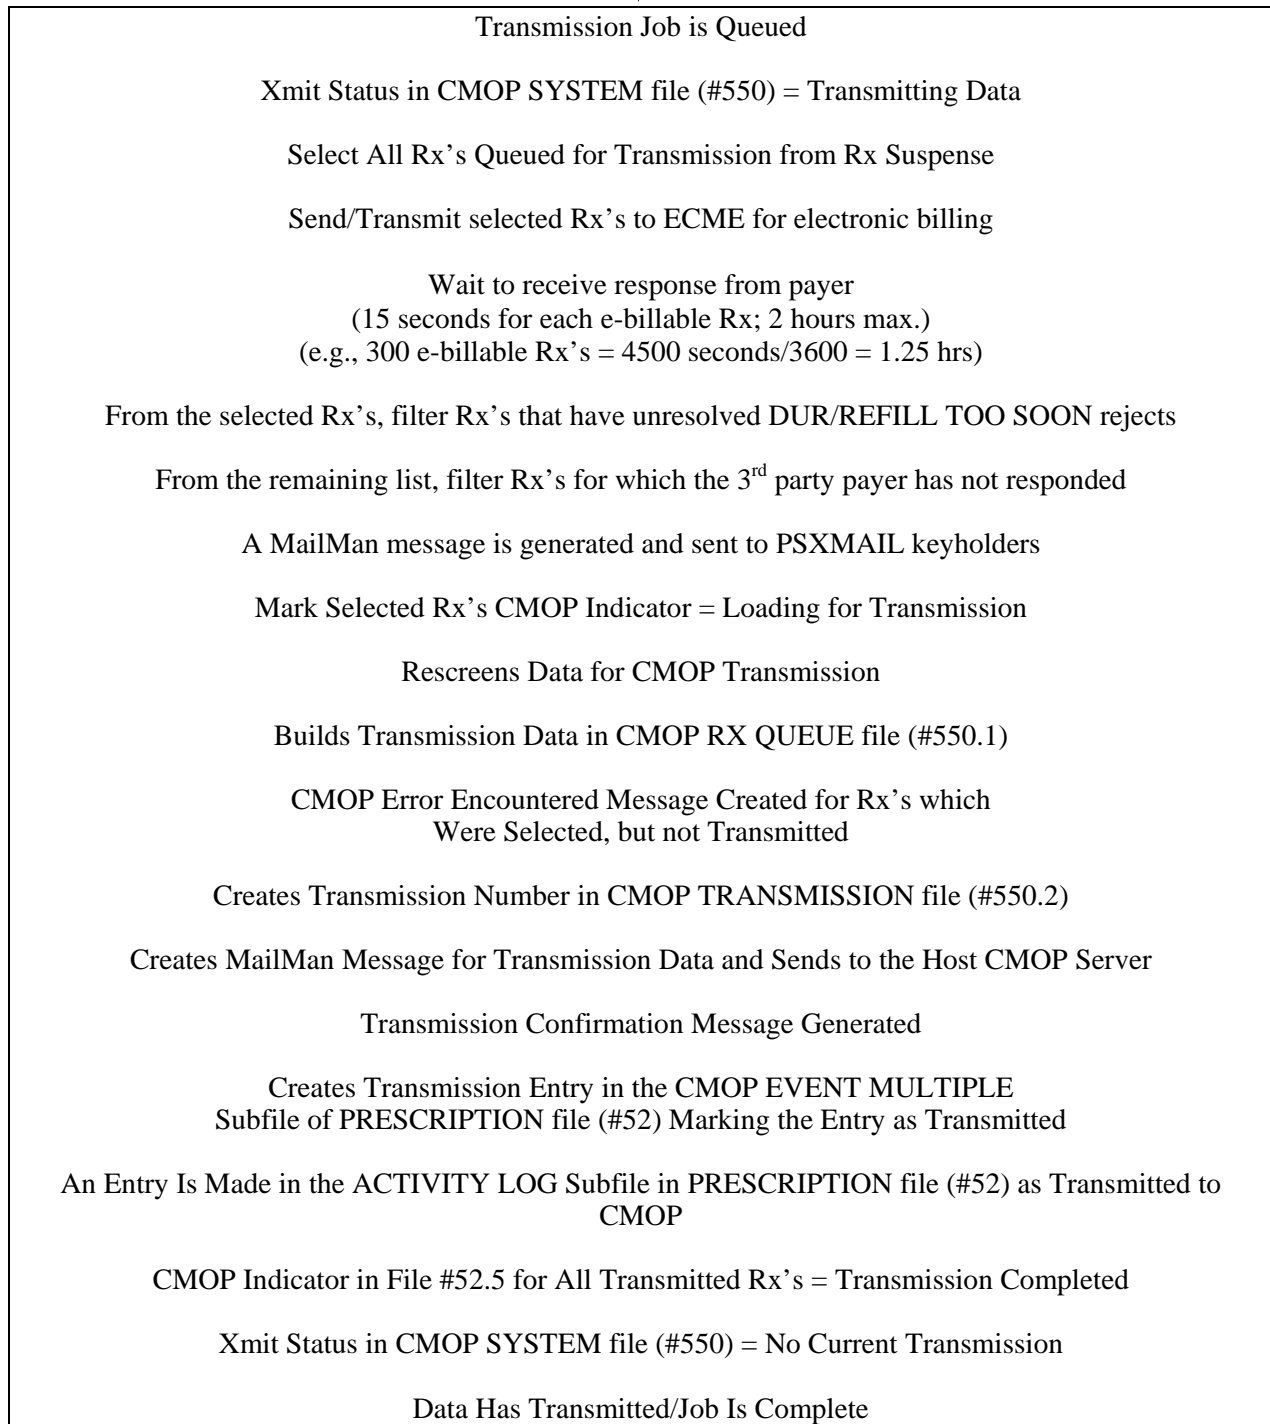 Transmission Job is Queued
Xmit Status in CMOP SYSTEM file (#550) = Transmitting Data
Select All Rx’s Queued for Transmission from Rx Suspense
Send/Transmit selected Rx’s to ECME for electronic billing
Wait to receive response from payer
(15 seconds for each e-billable Rx; 2 hours max.)
(e.g., 300 e-billable Rx’s = 4500 seconds/3600 = 1.25 hrs)
From the selected Rx’s, filter Rx’s that have unresolved DUR/REFILL TOO SOON rejects
From the remaining list, filter Rx’s for which the 3rd party payer has not responded
A MailMan message is generated and sent to PSXMAIL keyholders
Mark Selected Rx’s CMOP Indicator = Loading for Transmission
Rescreens Data for CMOP Transmission
Builds Transmission Data in CMOP RX QUEUE file (#550.1)
CMOP Error Encountered Message Created for Rx’s which
Were Selected, but not Transmitted
Creates Transmission Number in CMOP TRANSMISSION file (#550.2)
Creates MailMan Message for Transmission Data and Sends to the Host CMOP Server
Transmission Confirmation Message Generated
Creates Transmission Entry in the CMOP EVENT MULTIPLE
Subfile of PRESCRIPTION file (#52) Marking the Entry as Transmitted
An Entry Is Made in the ACTIVITY LOG Subfile in PRESCRIPTION file (#52) as Transmitted to
CMOP
CMOP Indicator in File #52.5 for All Transmitted Rx’s = Transmission Completed
Xmit Status in CMOP SYSTEM file (#550) = No Current Transmission
Data Has Transmitted/Job Is Complete